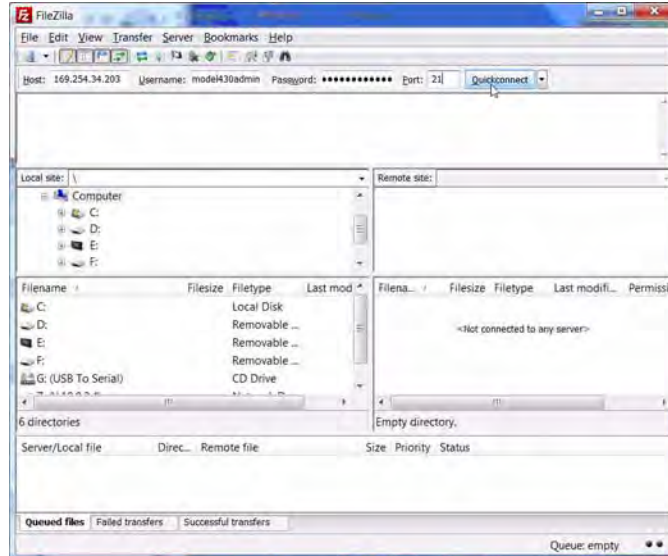 FileZilla
File Edit View Transfer Server Bookmarks Help
Host: 169.254.34.203 Username: model430admin Password: •••••••••••• Port: 21 Quickconnect
Local site: \ Remote site:
Computer
C:
D:
E:
F:
Filename / Filesize Filetype Last mod Filena... / Filesize Filetype Last modifi... Permissi
C: Local Disk
D: Removable ...
E: Removable ... <Not connected to any server>
F: Removable ...
G: (USB To Serial) CD Drive
6 directories Empty directory.
Server/Local file Direc... Remote file Size Priority Status
Queued files Failed transfers Successful transfers
Queue: empty